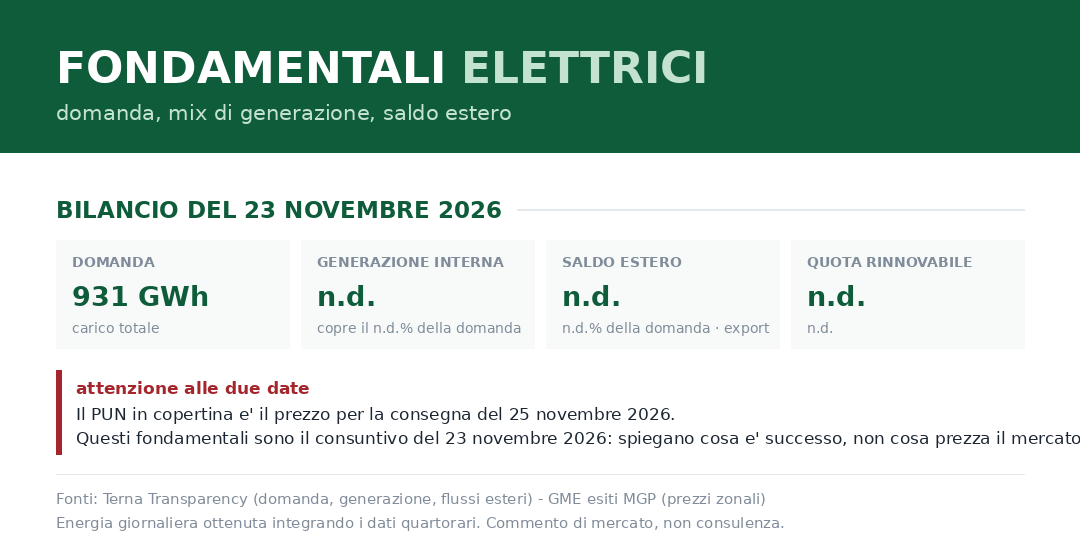 FONDAMENTALI ELETTRICI
domanda, mix di generazione, saldo estero
BILANCIO DEL 23 NOVEMBRE 2026
DOMANDA
931 GWh
carico totale
GENERAZIONE INTERNA
n.d.
copre il n.d.% della domanda
SALDO ESTERO
n.d.
n.d.% della domanda · export
QUOTA RINNOVABILE
n.d.
n.d.
attenzione alle due date
Il PUN in copertina e' il prezzo per la consegna del 25 novembre 2026.
Questi fondamentali sono il consuntivo del 23 novembre 2026: spiegano cosa e' successo, non cosa prezza il mercato
Fonti: Terna Transparency (domanda, generazione, flussi esteri) - GME esiti MGP (prezzi zonali)
Energia giornaliera ottenuta integrando i dati quartorari. Commento di mercato, non consulenza.